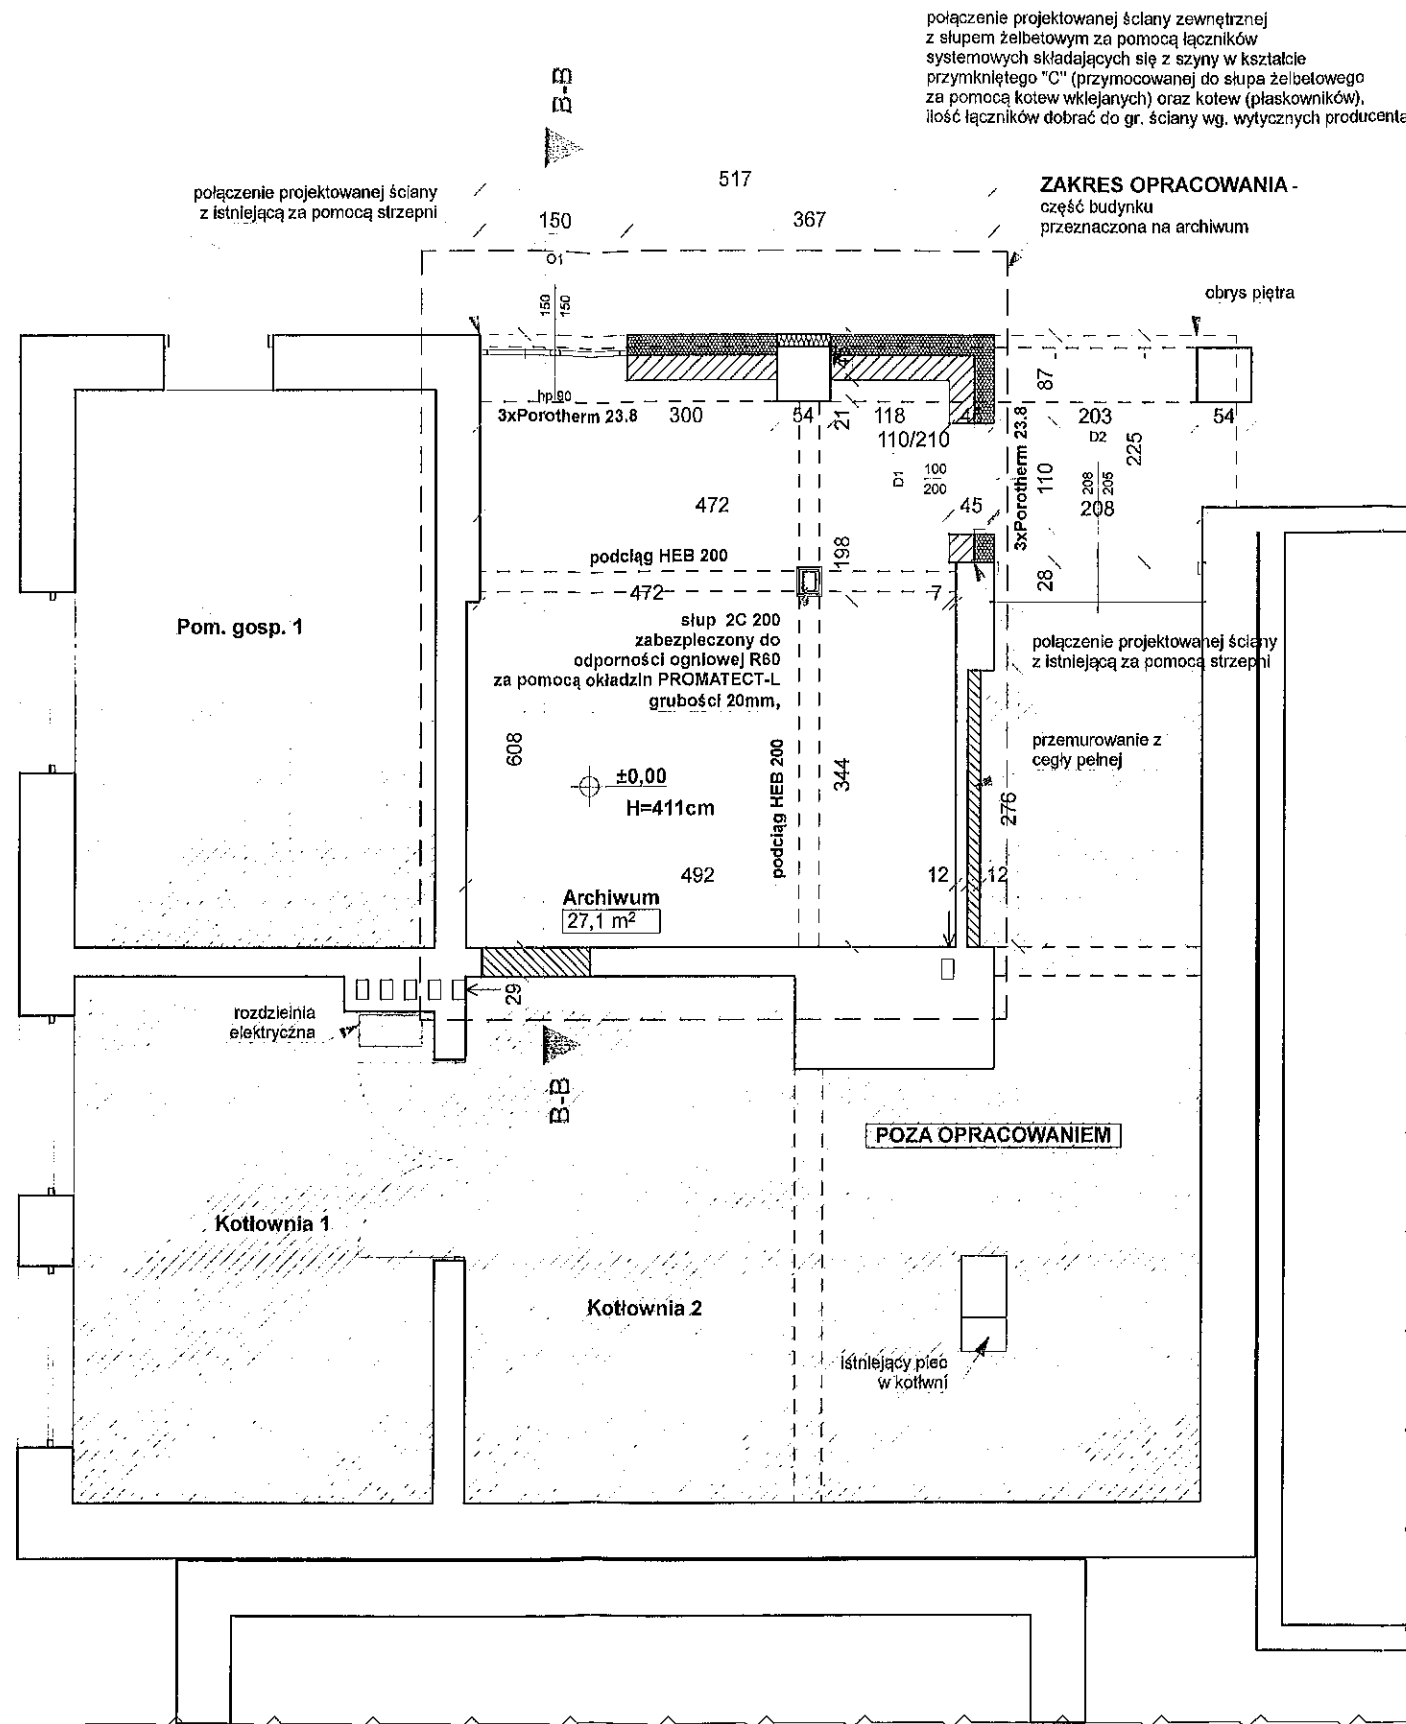 połączenie projektowanej ściany zewnętrznej
z słupem żelbetowym za pomocą łączników
systemowych składających się z szyny w kształcie
przymkniętego "C" (przymocowanej do słupa żelbetowego
za pomocą kotew wklejanych) oraz kotew (płaskowników),
ilość łączników dobrać do gr. ściany wg. wytycznych producenta
B-B
517
połączenie projektowanej ściany
z istniejącą za pomocą strzępni
ZAKRES OPRACOWANIA -
część budynku
przeznaczona na archiwum
150
367
O1
150
150
obrys piętra
hp 90
3xPorotherm 23.8
300
54
21
118
87
203
54
110/210
D2
225
D1
100
200
3xPorotherm 23.8
110
208
205
208
472
45
podciąg HEB 200
198
28
472
7
słup 2C 200
zabezpieczony do
odporności ogniowej R60
za pomocą okładzin PROMATECT-L
grubości 20mm,
Pom. gosp. 1
połączenie projektowanej ściany
z istniejącą za pomocą strzępni
608
przemurowanie z
cegły pełnej
±0,00
H=411cm
podciąg HEB 200
344
276
492
12
12
Archiwum
27,1 m²
29
rozdzielnia
elektryczna
B-B
POZA OPRACOWANIEM
Kotłownia 1
Kotłownia 2
istniejący piec
w kotłwni